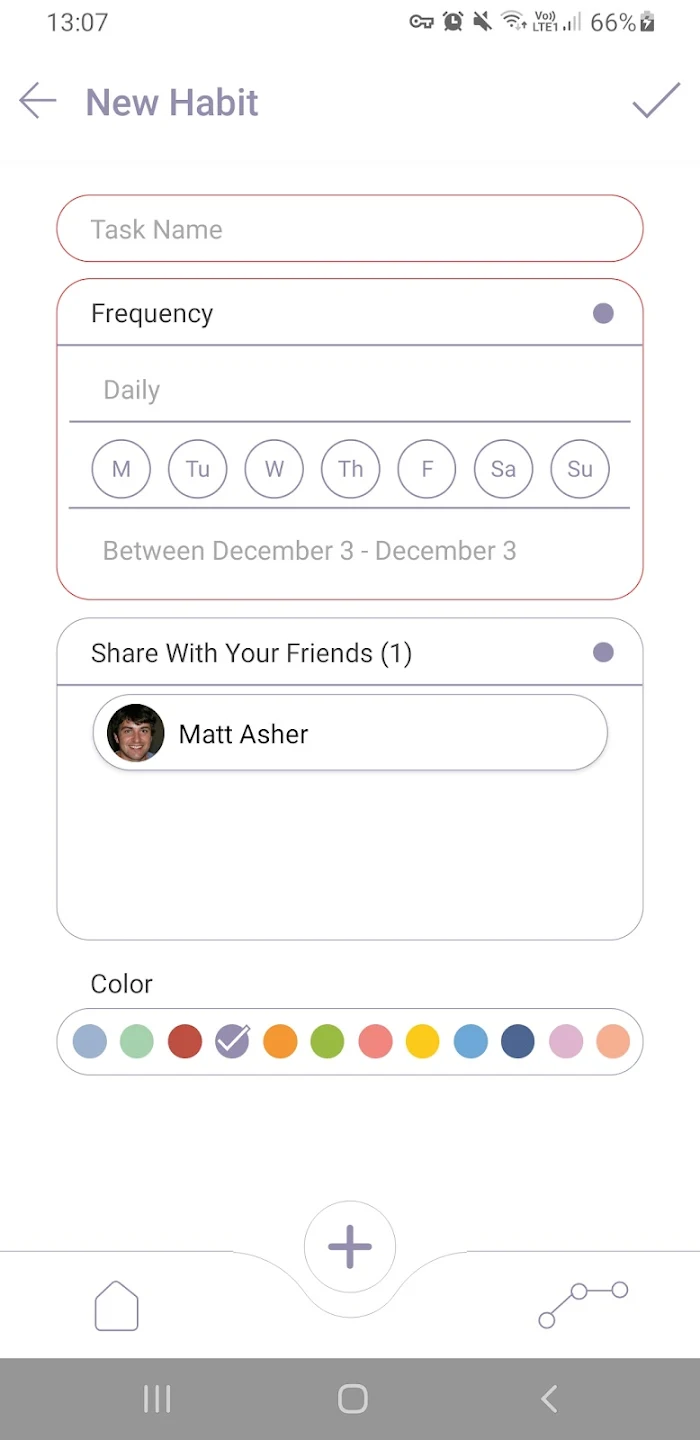 13:07 Vo)) LTE1 66%
New Habit
Task Name
Frequency
Daily
M Tu W Th F Sa Su
Between December 3 - December 3
Share With Your Friends (1)
Matt Asher
Color